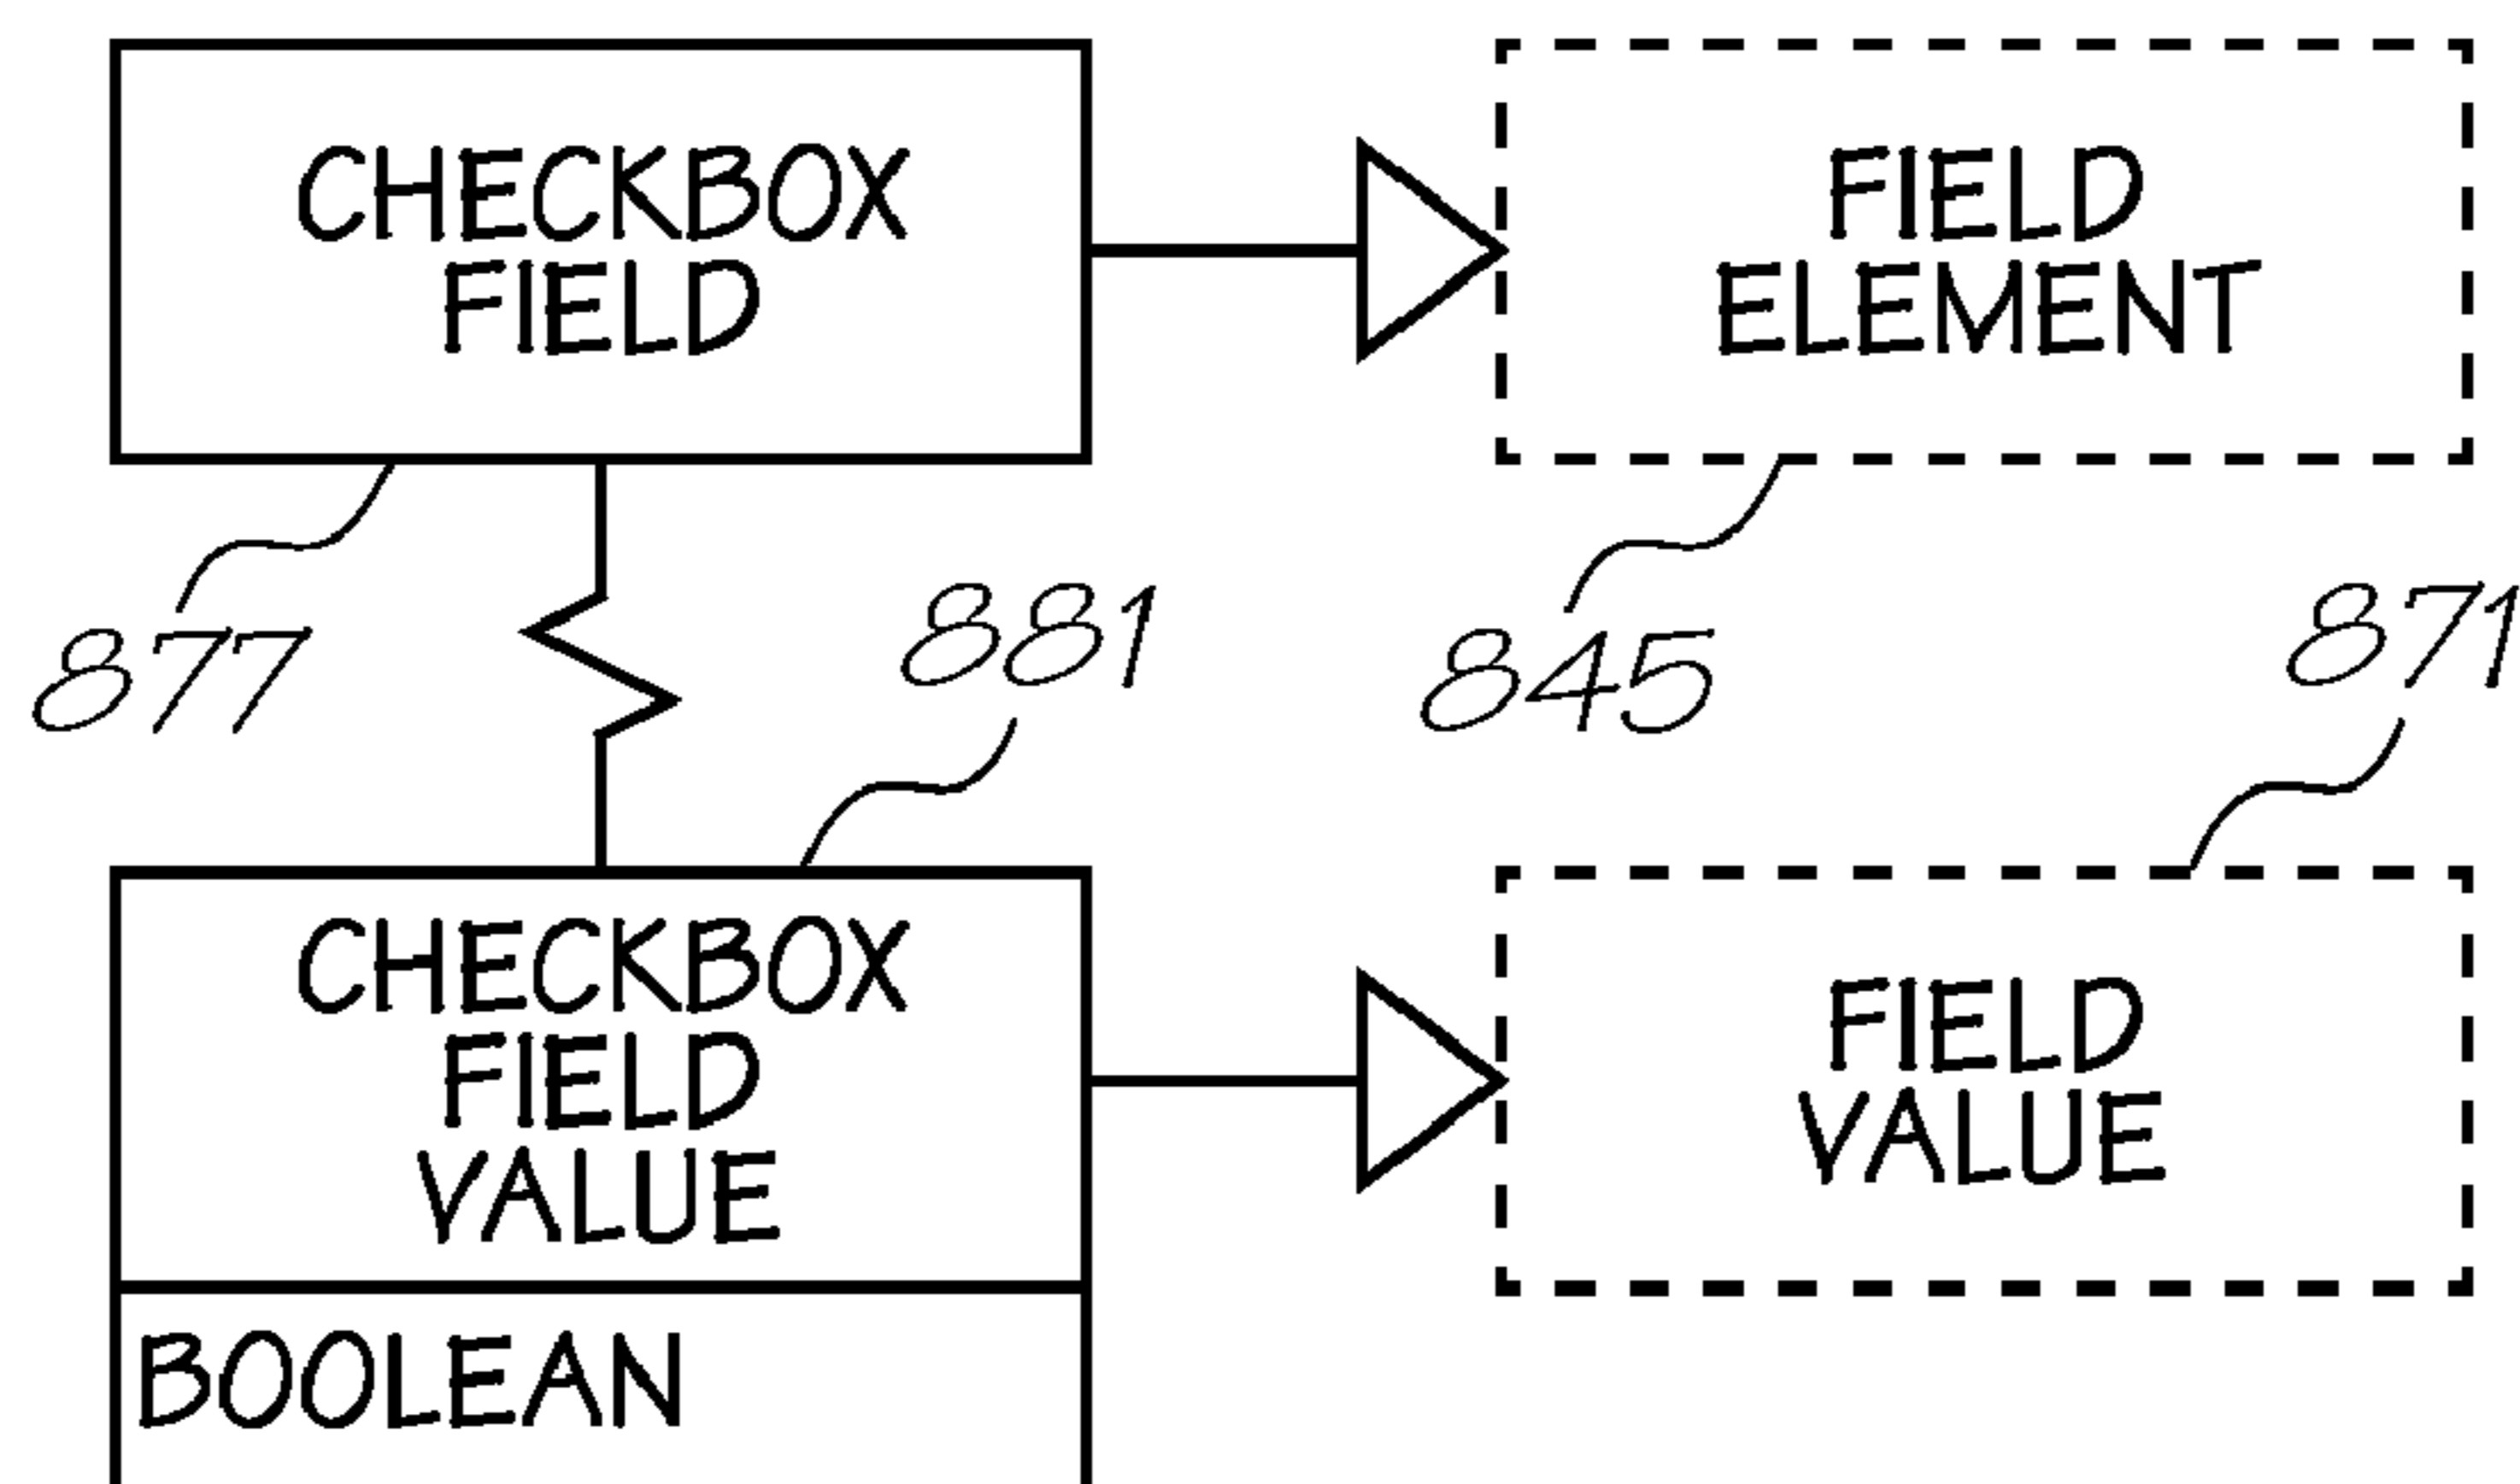 CHECKBOX
FIELD
FIELD
ELEMENT
877
881
845
871
CHECKBOX
FIELD
VALUE
FIELD
VALUE
BOOLEAN